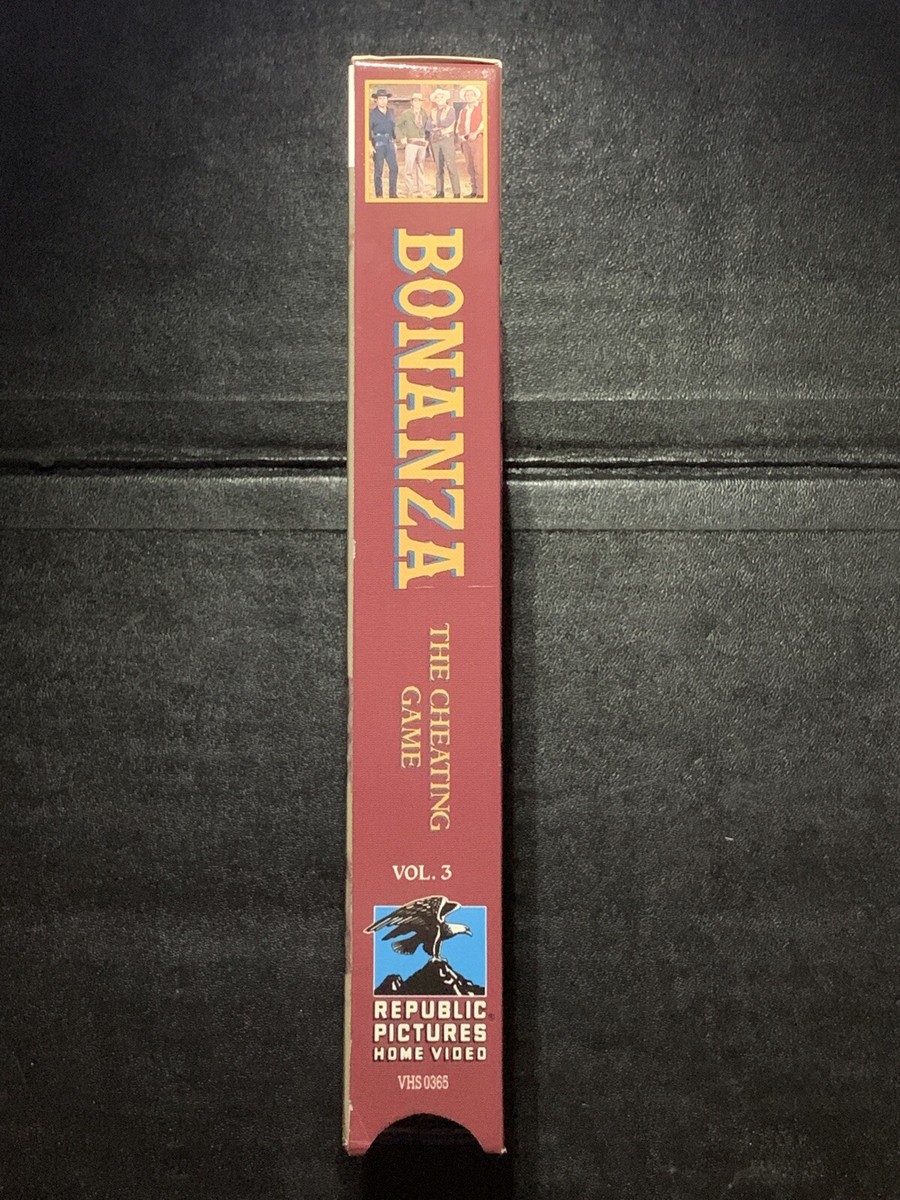 BONANZA
THE CHEATING
GAME
VOL. 3
REPUBLIC®
PICTURES
HOME VIDEO
VHS 0365